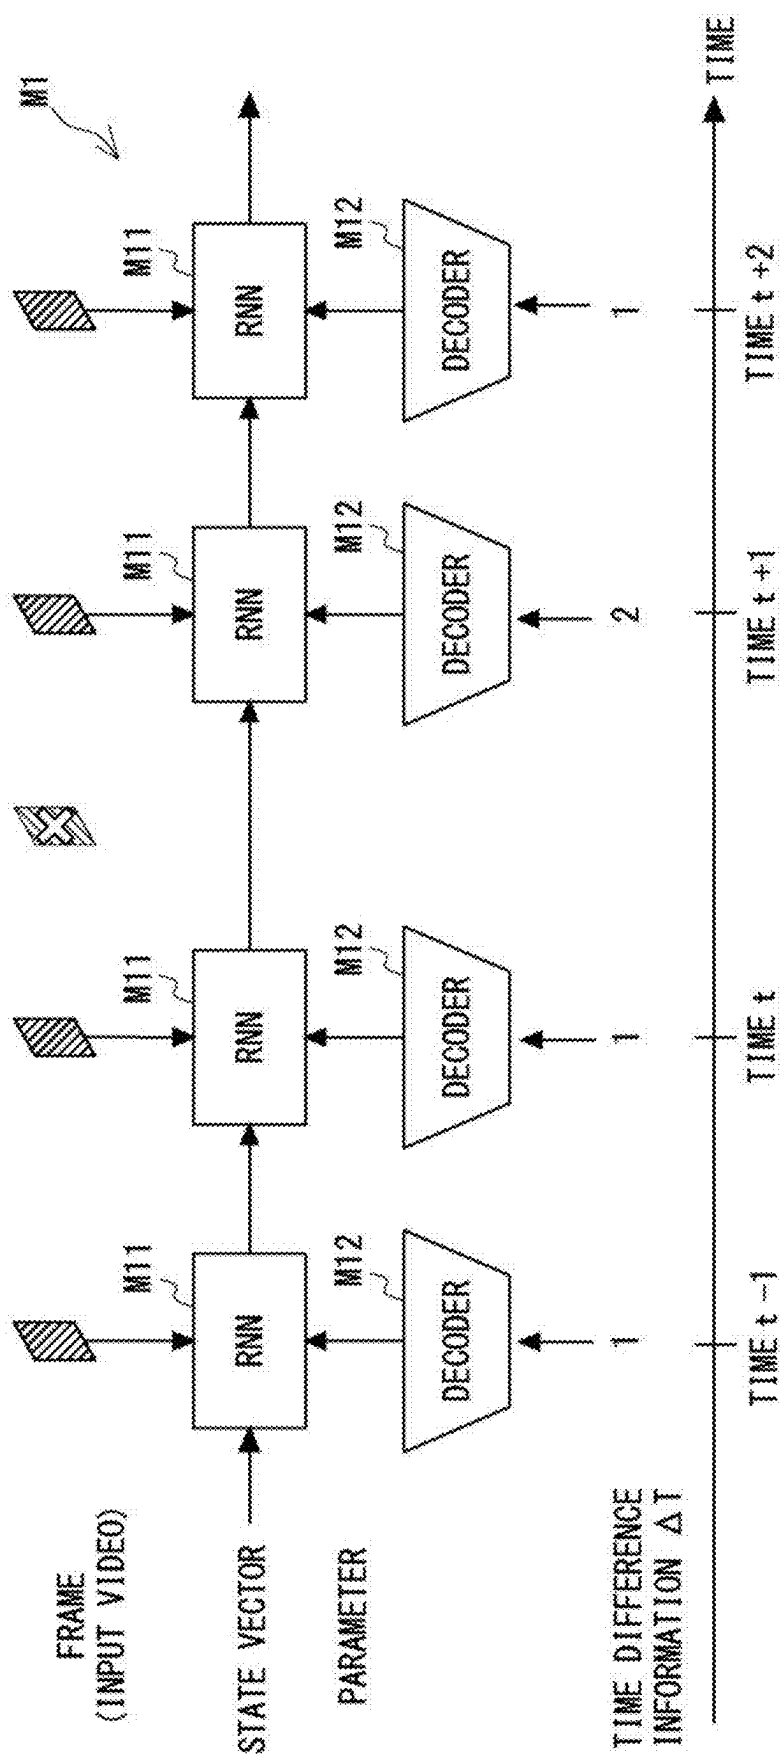 M1
FRAME
(INPUT VIDEO)
M11
M11
M11
M11
STATE VECTOR
RNN
RNN
RNN
RNN
PARAMETER
M12
M12
M12
M12
DECODER
DECODER
DECODER
DECODER
TIME DIFFERENCE
INFORMATION ΔT
1
1
2
1
TIME
TIME t-1
TIME t
TIME t+1
TIME t+2